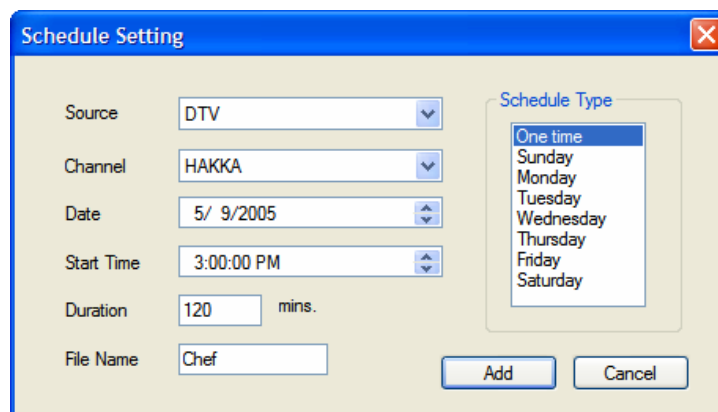 Schedule Setting
Source DTV
Channel HAKKA
Date 5/ 9/2005
Start Time 3:00:00 PM
Duration 120 mins.
File Name Chef
Schedule Type
One time
Sunday
Monday
Tuesday
Wednesday
Thursday
Friday
Saturday
Add Cancel